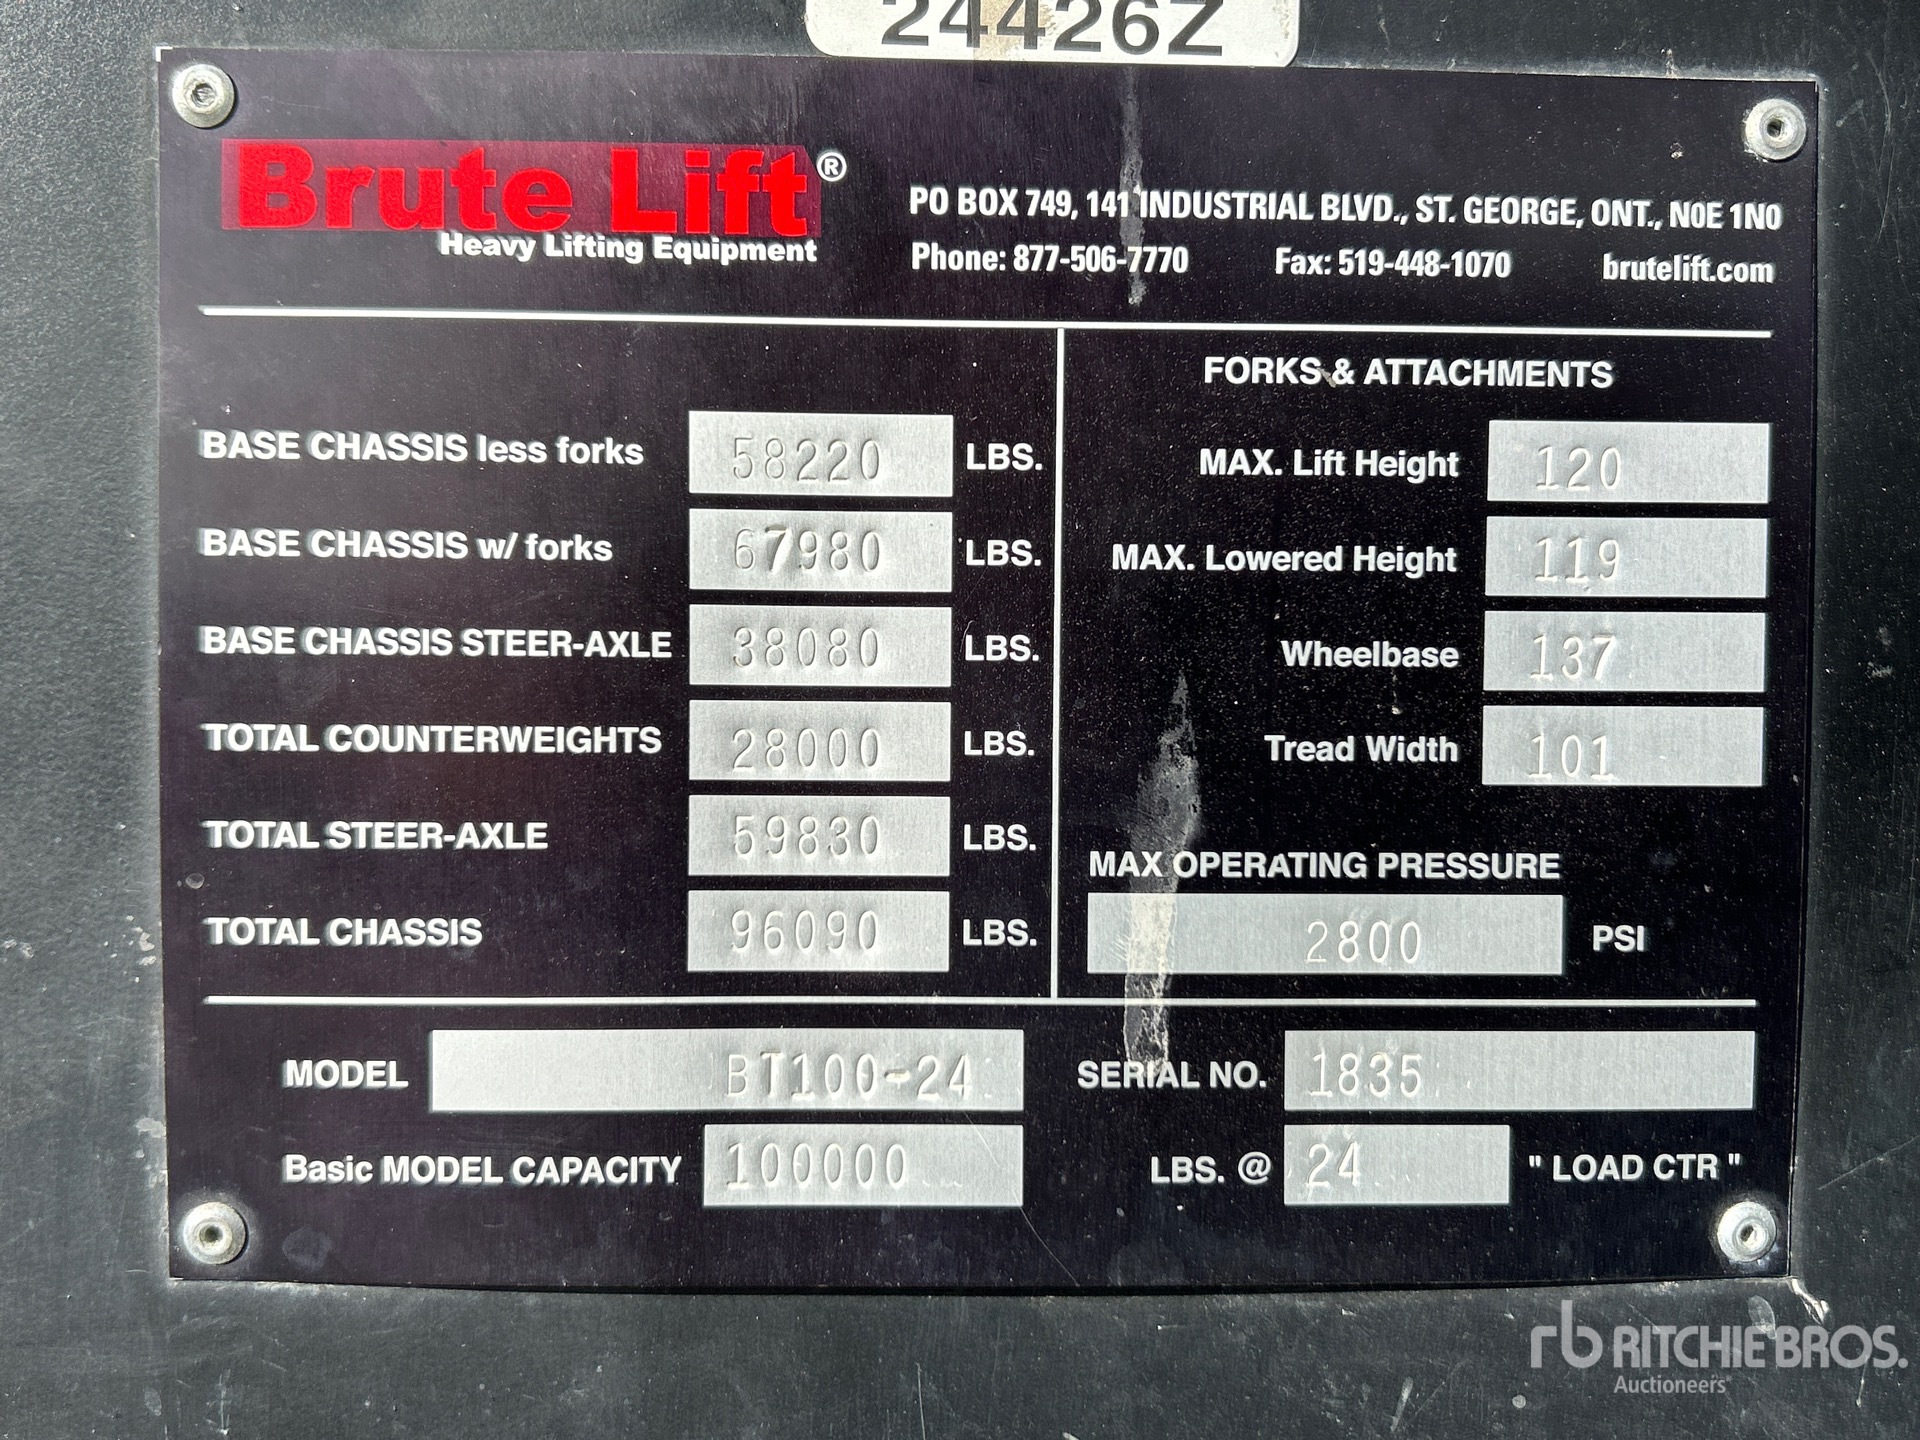 24426Z
Brute Lift®
Heavy Lifting Equipment
PO BOX 749, 141 INDUSTRIAL BLVD., ST. GEORGE, ONT., N0E 1N0
Phone: 877-506-7770 Fax: 519-448-1070 brutelift.com
BASE CHASSIS less forks 58220 LBS.
BASE CHASSIS w/ forks 67980 LBS.
BASE CHASSIS STEER-AXLE 38080 LBS.
TOTAL COUNTERWEIGHTS 28000 LBS.
TOTAL STEER-AXLE 59830 LBS.
TOTAL CHASSIS 96090 LBS.
FORKS & ATTACHMENTS
MAX. Lift Height 120
MAX. Lowered Height 119
Wheelbase 137
Tread Width 101
MAX OPERATING PRESSURE
2800 PSI
MODEL BT100-24 SERIAL NO. 1835
Basic MODEL CAPACITY 100000 LBS. @ 24 " LOAD CTR "
rb RITCHIE BROS.
Auctioneers